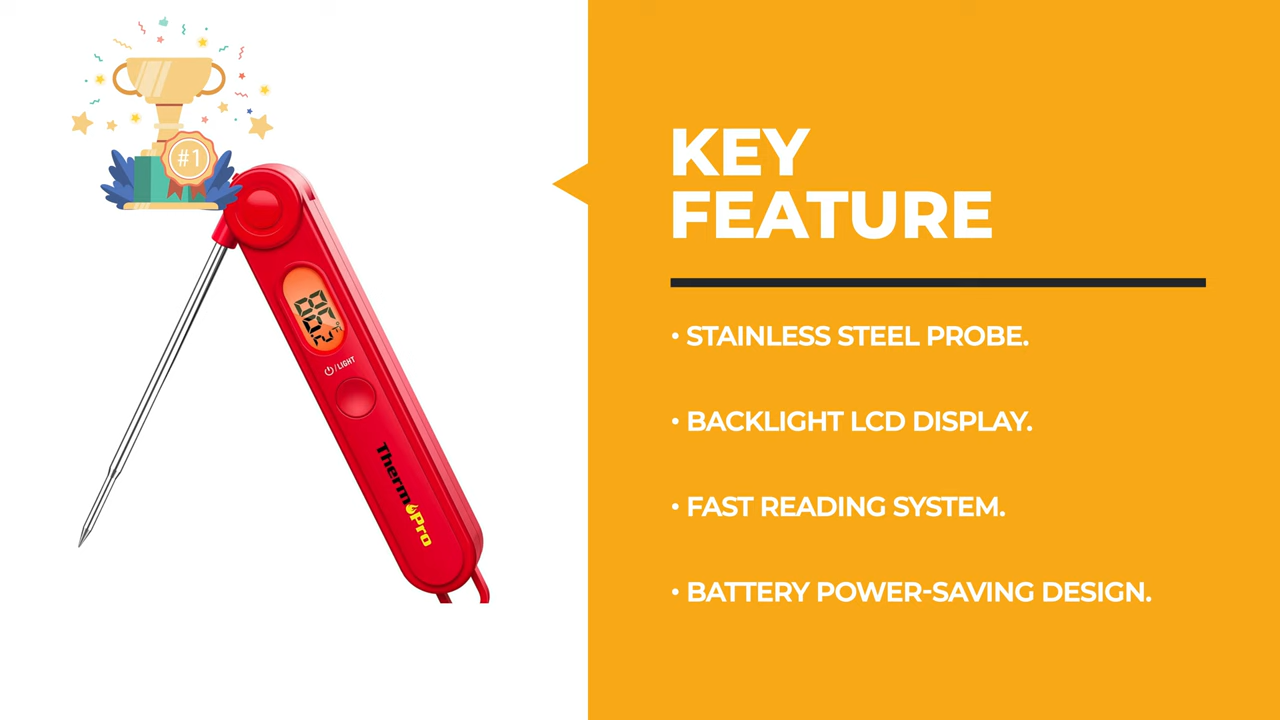 #1
⏻/LIGHT
ThermoPro
KEY
FEATURE
• STAINLESS STEEL PROBE.
• BACKLIGHT LCD DISPLAY.
• FAST READING SYSTEM.
• BATTERY POWER-SAVING DESIGN.